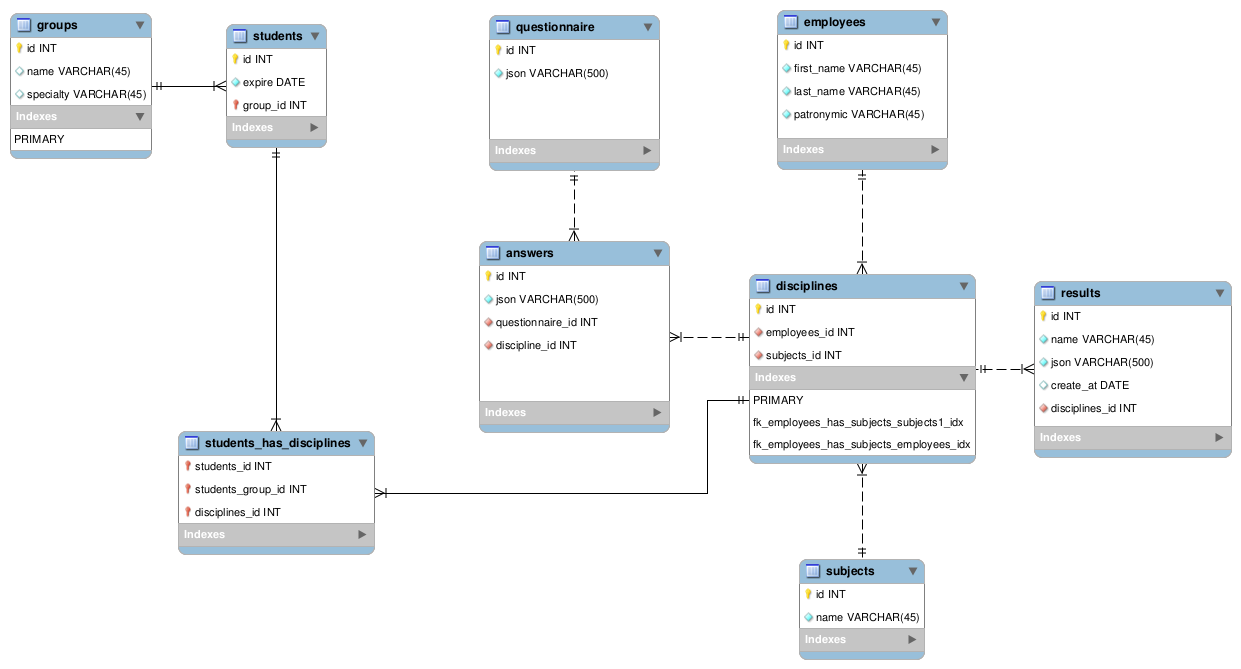 groups
id INT
name VARCHAR(45)
specialty VARCHAR(45)
Indexes
PRIMARY
students
id INT
expire DATE
group_id INT
Indexes
questionnaire
id INT
json VARCHAR(500)
Indexes
employees
id INT
first_name VARCHAR(45)
last_name VARCHAR(45)
patronymic VARCHAR(45)
Indexes
answers
id INT
json VARCHAR(500)
questionnaire_id INT
discipline_id INT
Indexes
disciplines
id INT
employees_id INT
subjects_id INT
Indexes
PRIMARY
fk_employees_has_subjects_subjects1_idx
fk_employees_has_subjects_employees_idx
results
id INT
name VARCHAR(45)
json VARCHAR(500)
create_at DATE
disciplines_id INT
Indexes
students_has_disciplines
students_id INT
students_group_id INT
disciplines_id INT
Indexes
subjects
id INT
name VARCHAR(45)
Indexes